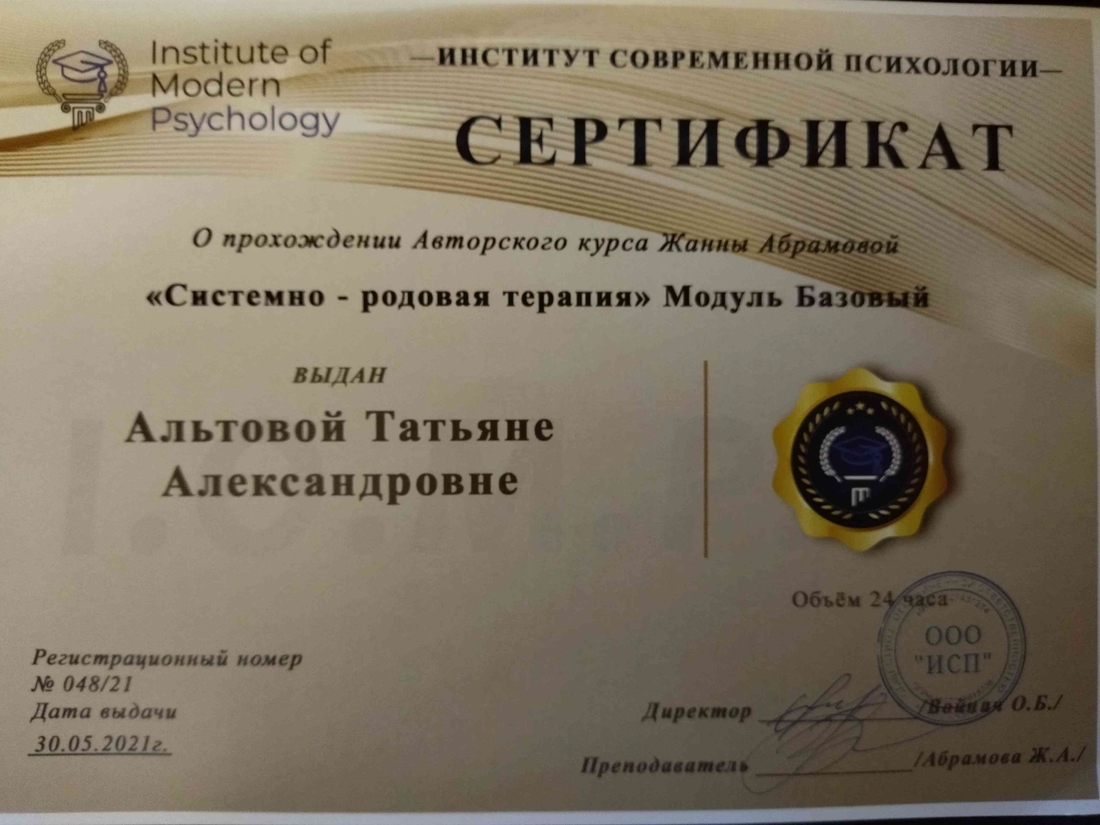 Institute of
Modern
Psychology
—ИНСТИТУТ СОВРЕМЕННОЙ ПСИХОЛОГИИ—
СЕРТИФИКАТ
О прохождении Авторского курса Жанны Абрамовой
«Системно - родовая терапия» Модуль Базовый
ВЫДАН
Альтовой Татьяне
Александровне
Объём 24 часа
ООО
"ИСП"
Регистрационный номер
№ 048/21
Дата выдачи
30.05.2021г.
Директор / О.Б./
Преподаватель /Абрамова Ж.А./